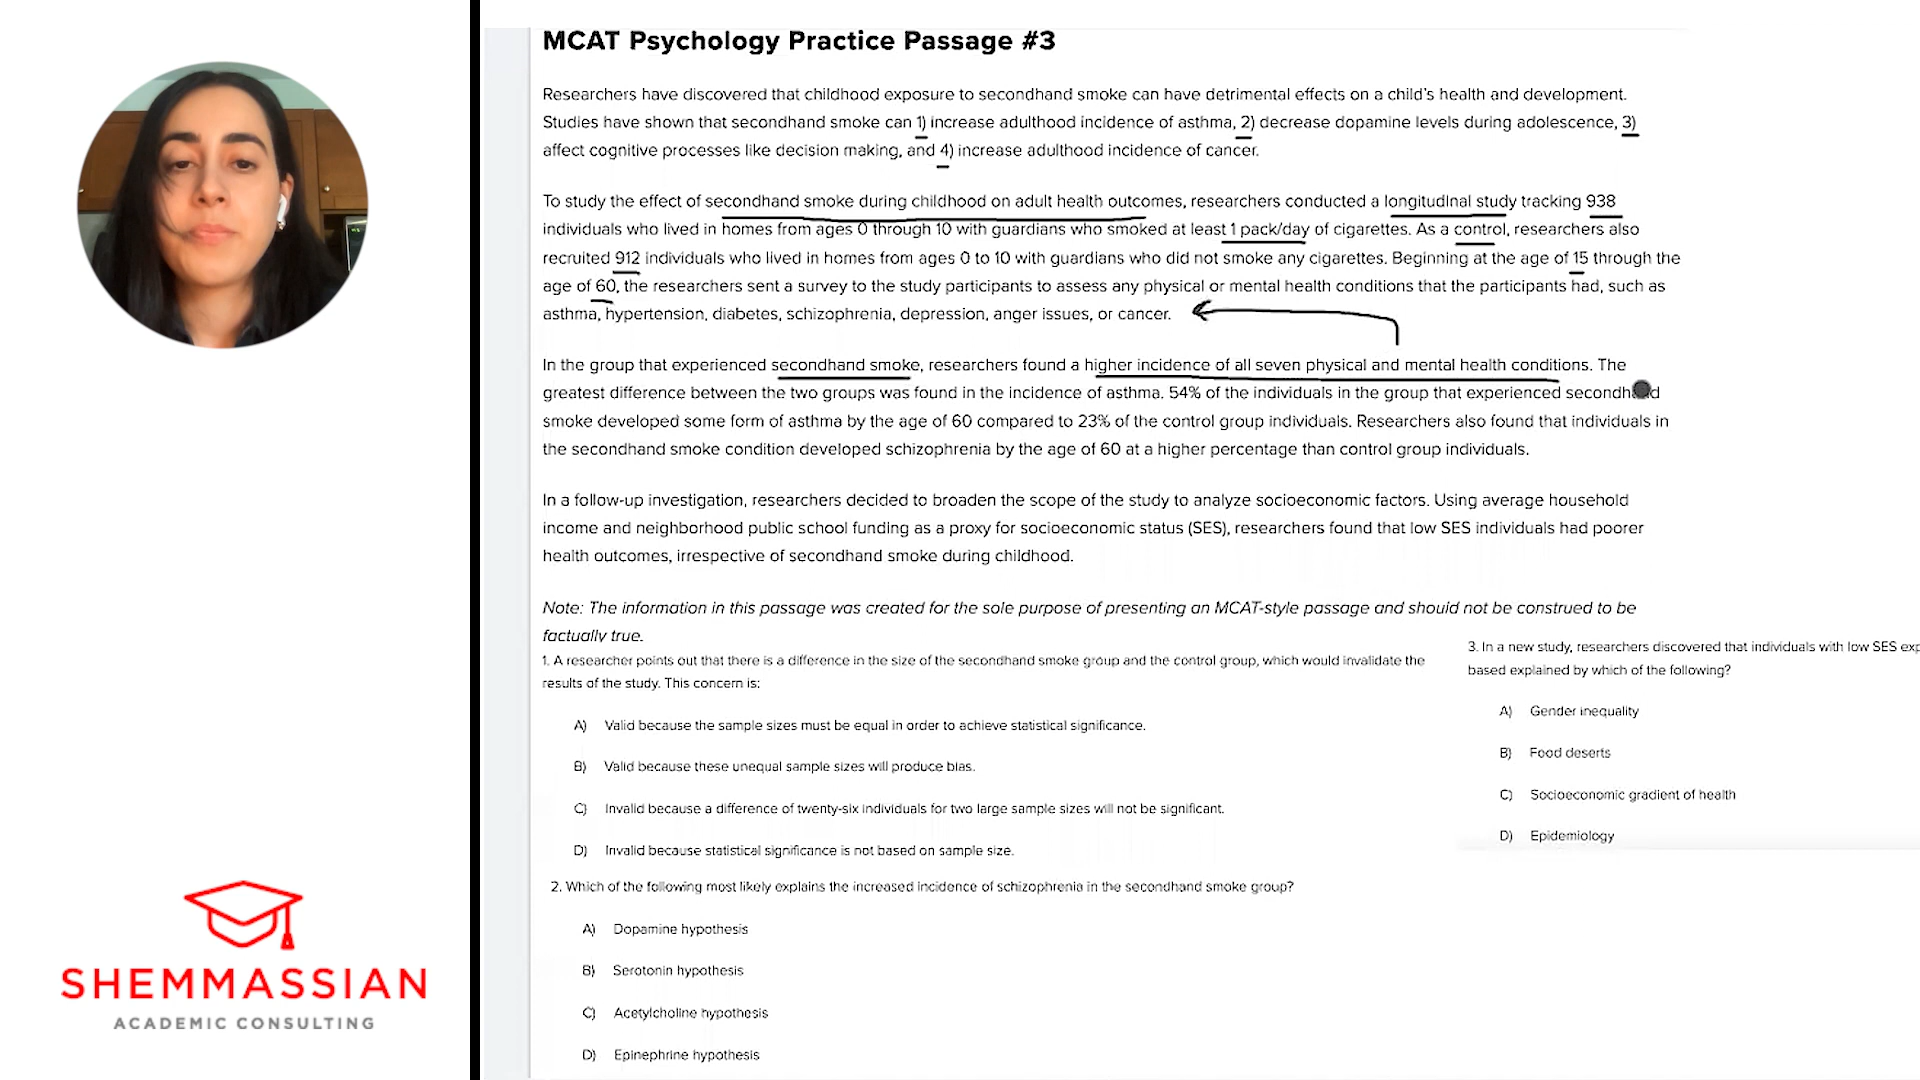 MCAT Psychology Practice Passage #3
Researchers have discovered that childhood exposure to secondhand smoke can have detrimental effects on a child's health and development.
Studies have shown that secondhand smoke can 1) increase adulthood incidence of asthma, 2) decrease dopamine levels during adolescence, 3)
affect cognitive processes like decision making, and 4) increase adulthood incidence of cancer.
To study the effect of secondhand smoke during childhood on adult health outcomes, researchers conducted a longitudinal study tracking 938
individuals who lived in homes from ages 0 through 10 with guardians who smoked at least 1 pack/day of cigarettes. As a control, researchers also
recruited 912 individuals who lived in homes from ages 0 to 10 with guardians who did not smoke any cigarettes. Beginning at the age of 15 through the
age of 60, the researchers sent a survey to the study participants to assess any physical or mental health conditions that the participants had, such as
asthma, hypertension, diabetes, schizophrenia, depression, anger issues, or cancer.
In the group that experienced secondhand smoke, researchers found a higher incidence of all seven physical and mental health conditions. The
greatest difference between the two groups was found in the incidence of asthma. 54% of the individuals in the group that experienced secondhand
smoke developed some form of asthma by the age of 60 compared to 23% of the control group individuals. Researchers also found that individuals in
the secondhand smoke condition developed schizophrenia by the age of 60 at a higher percentage than control group individuals.
In a follow-up investigation, researchers decided to broaden the scope of the study to analyze socioeconomic factors. Using average household
income and neighborhood public school funding as a proxy for socioeconomic status (SES), researchers found that low SES individuals had poorer
health outcomes, irrespective of secondhand smoke during childhood.
Note: The information in this passage was created for the sole purpose of presenting an MCAT-style passage and should not be construed to be
factually true.
1. A researcher points out that there is a difference in the size of the secondhand smoke group and the control group, which would invalidate the
results of the study. This concern is:
A) Valid because the sample sizes must be equal in order to achieve statistical significance.
B) Valid because these unequal sample sizes will produce bias.
C) Invalid because a difference of twenty-six individuals for two large sample sizes will not be significant.
D) Invalid because statistical significance is not based on sample size.
2. Which of the following most likely explains the increased incidence of schizophrenia in the secondhand smoke group?
A) Dopamine hypothesis
B) Serotonin hypothesis
C) Acetylcholine hypothesis
D) Epinephrine hypothesis
3. In a new study, researchers discovered that individuals with low SES exp
based explained by which of the following?
A) Gender inequality
B) Food deserts
C) Socioeconomic gradient of health
D) Epidemiology
SHEMMASSIAN
ACADEMIC CONSULTING